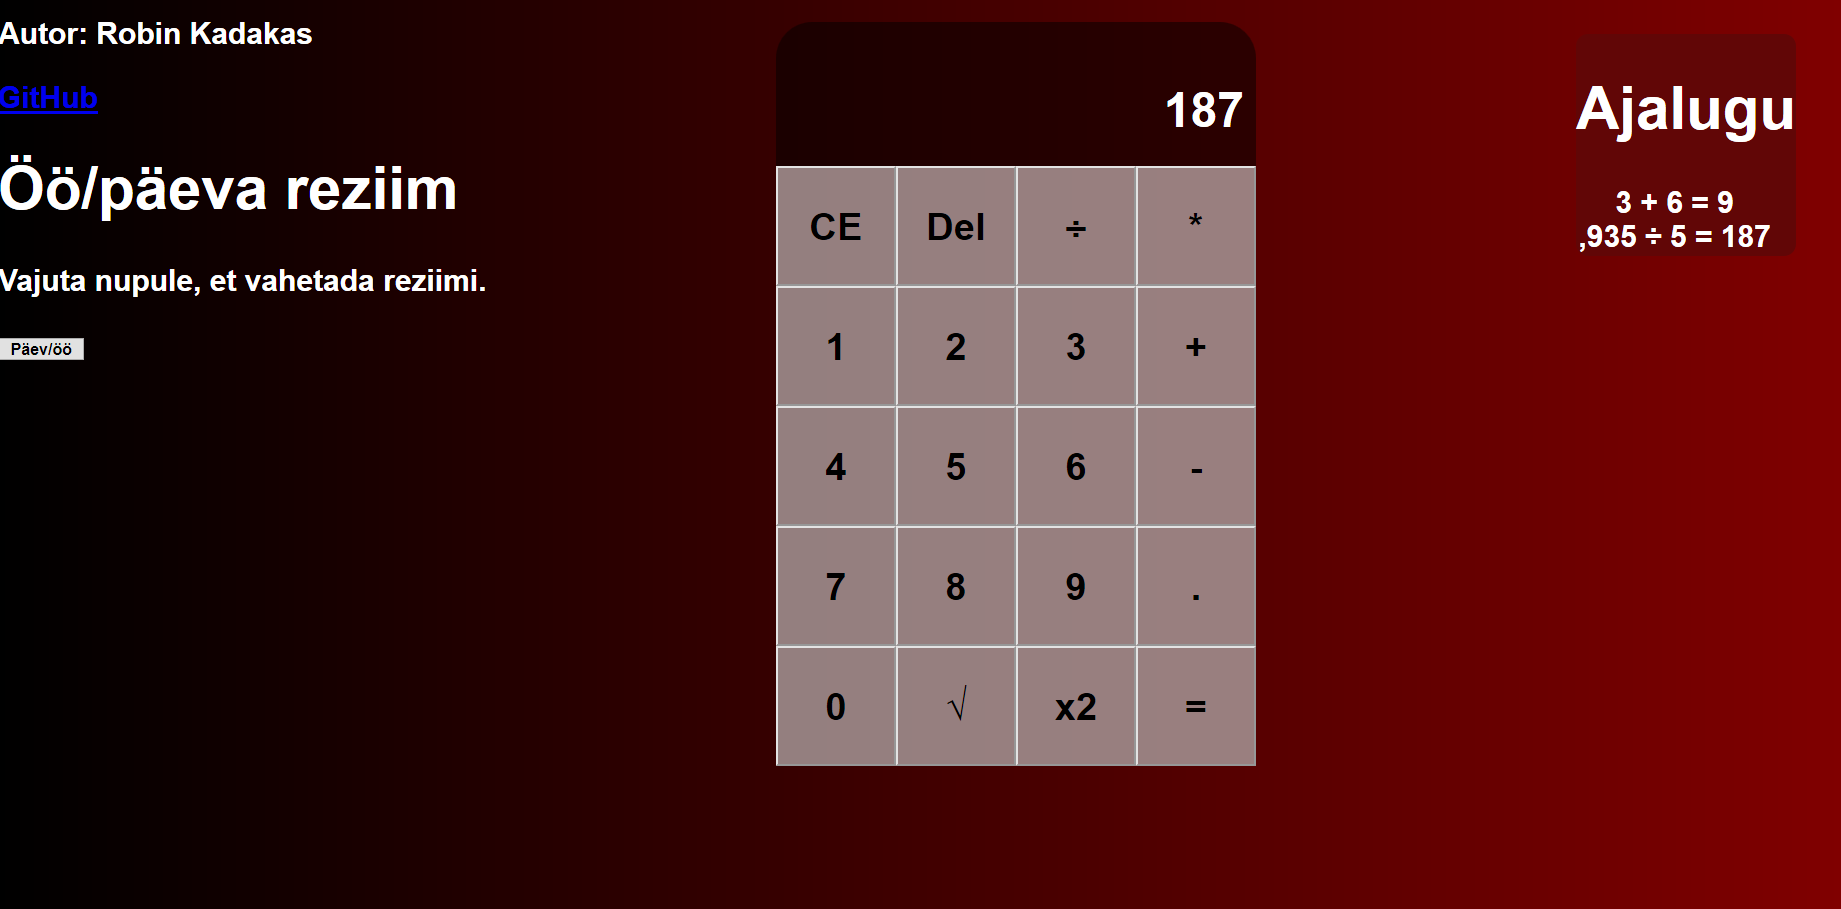 Autor: Robin Kadakas
GitHub
Öö/päeva reziim
Vajuta nupule, et vahetada reziimi.
Päev/öö
187
CE Del ÷ *
1 2 3 +
4 5 6 -
7 8 9 .
0 √ x2 =
Ajalugu
3 + 6 = 9
,935 ÷ 5 = 187